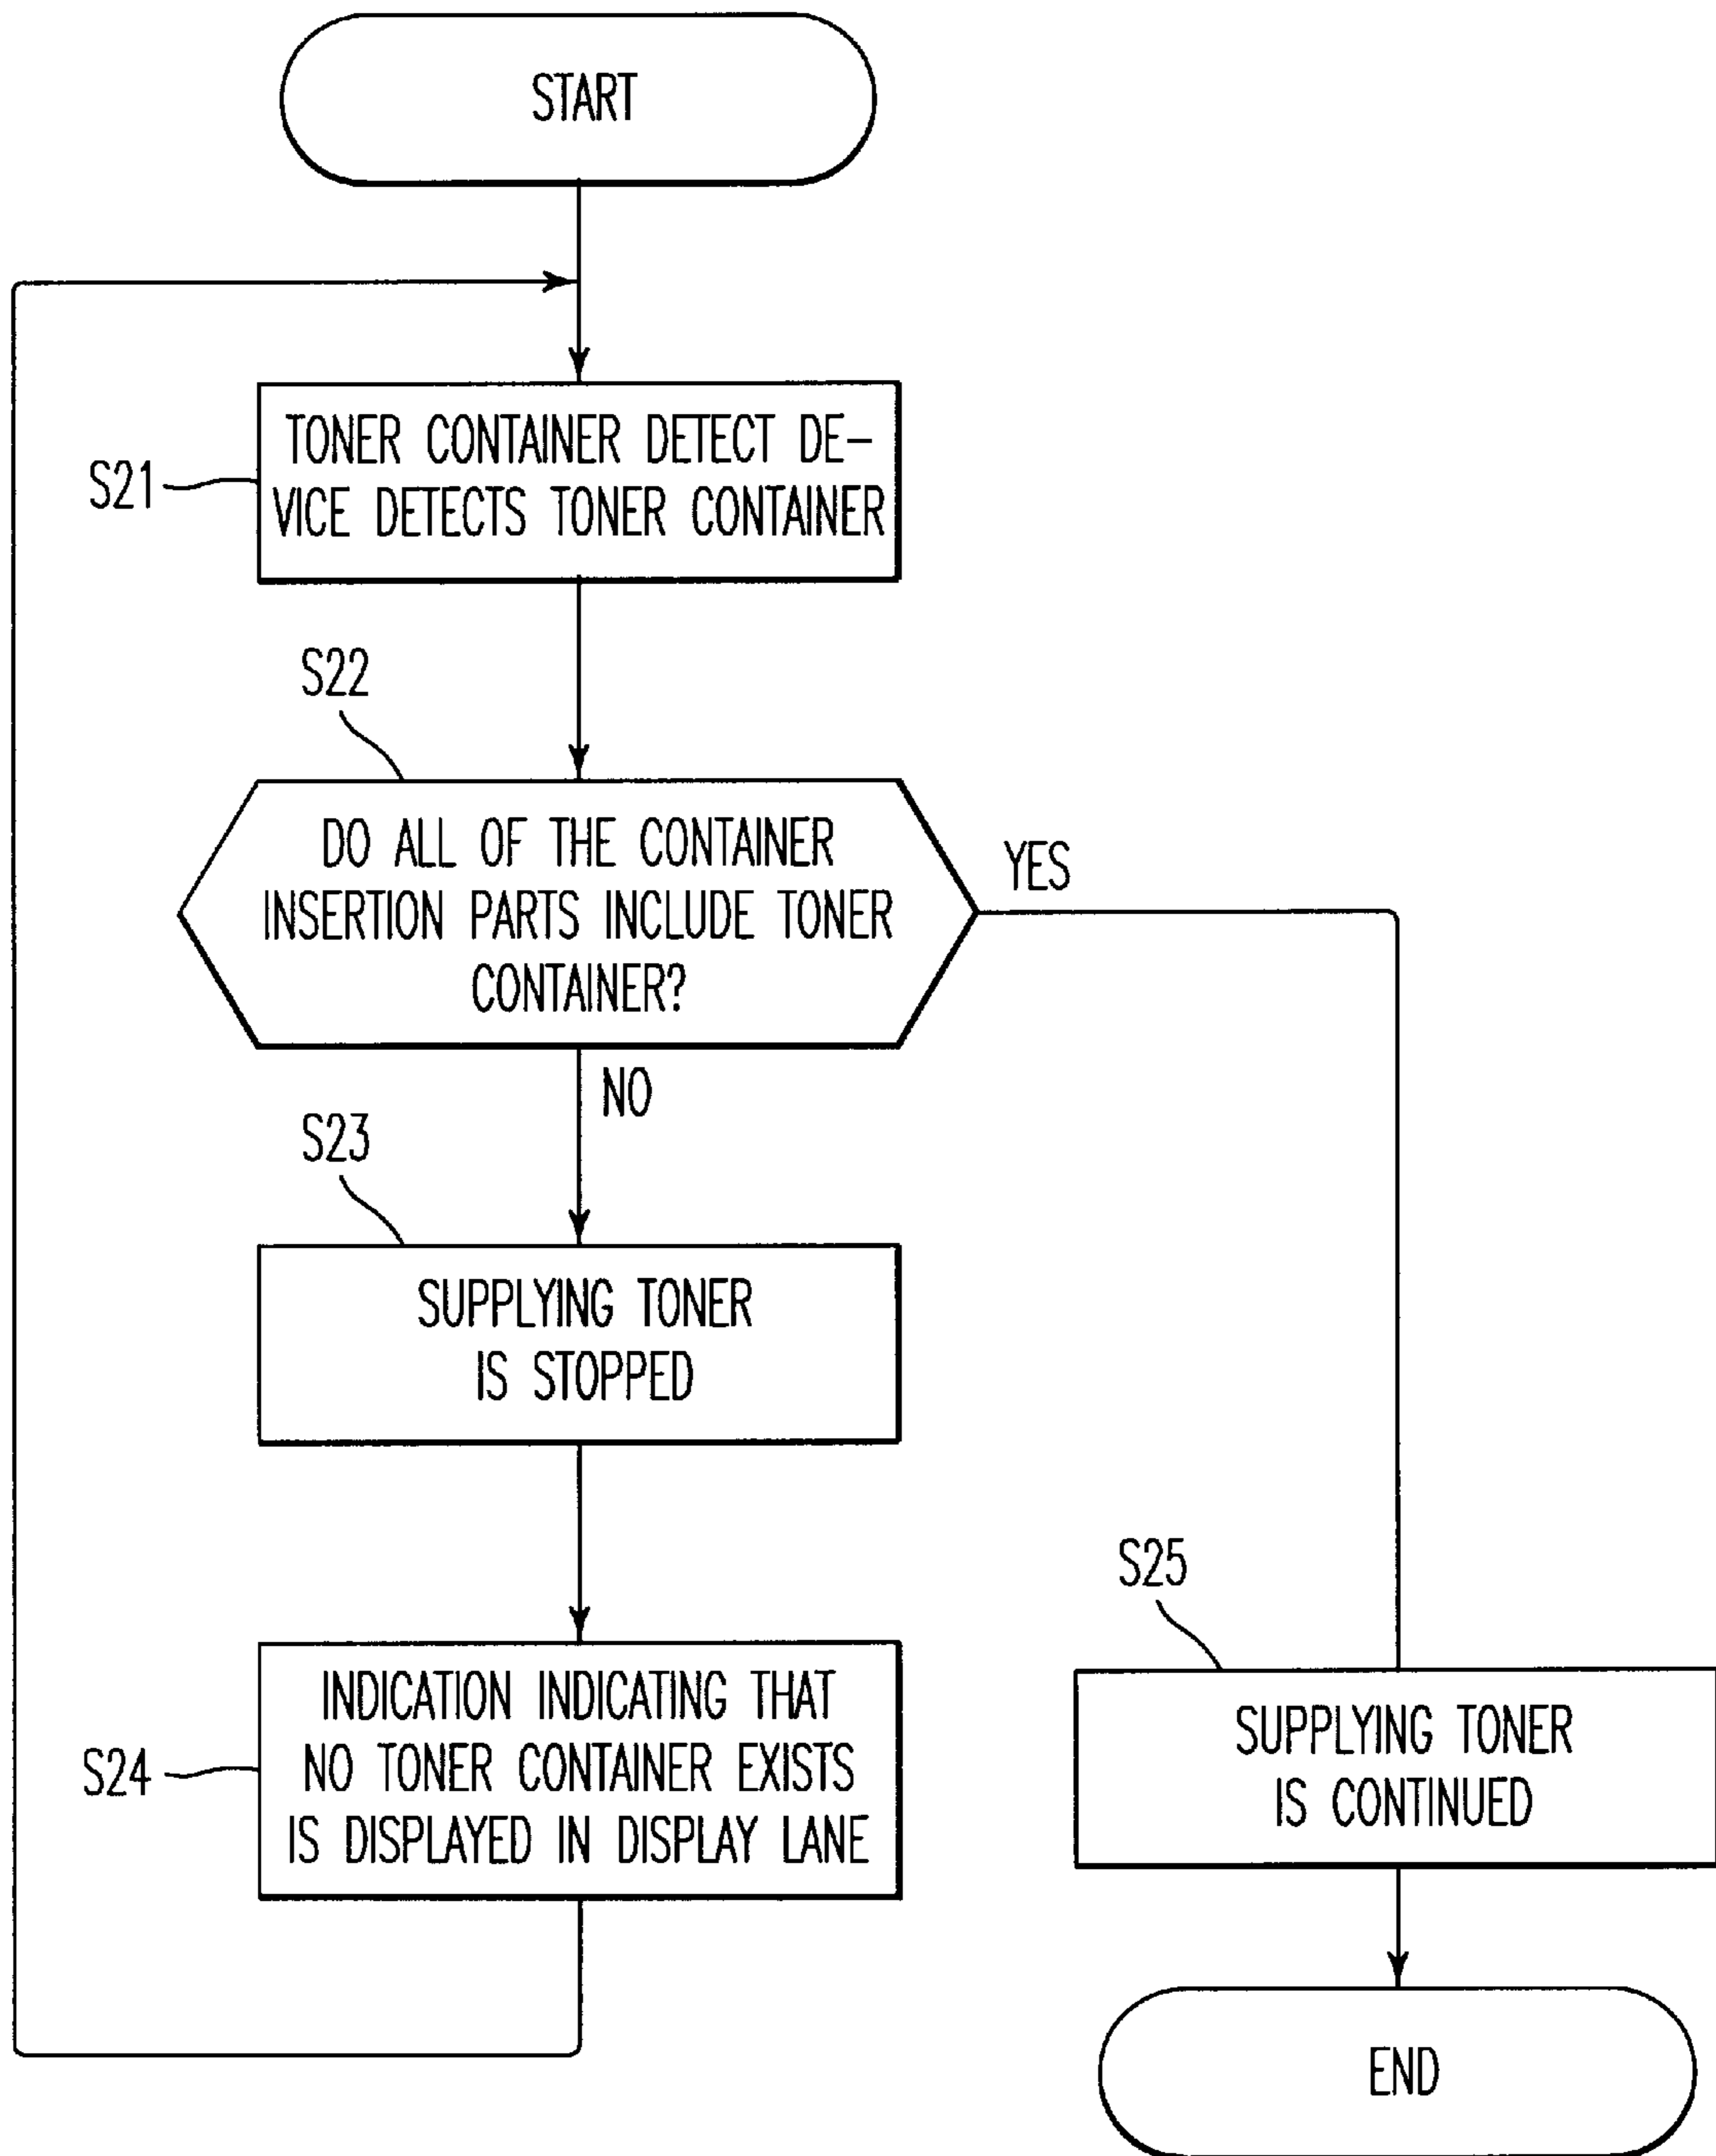 START
S21
TONER CONTAINER DETECT DE-
VICE DETECTS TONER CONTAINER
S22
DO ALL OF THE CONTAINER
INSERTION PARTS INCLUDE TONER
CONTAINER?
YES
NO
S23
SUPPLYING TONER
IS STOPPED
S24
INDICATION INDICATING THAT
NO TONER CONTAINER EXISTS
IS DISPLAYED IN DISPLAY LANE
S25
SUPPLYING TONER
IS CONTINUED
END